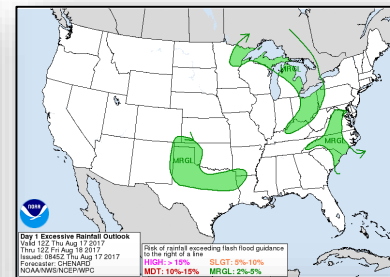 MRGL
MRGL
MRGL
NOAA
Day 1 Excessive Rainfall Outlook
Valid 12Z Thu Aug 17 2017
Thru 12Z Fri Aug 18 2017
Issued: 0845Z Thu Aug 17 2017
Forecaster: CHENARD
NOAA/NWS/NCEP/WPC
Risk of rainfall exceeding flash flood guidance
to the right of a line
HIGH: > 15% SLGT: 5%-10%
MDT: 10%-15% MRGL: 2%-5%